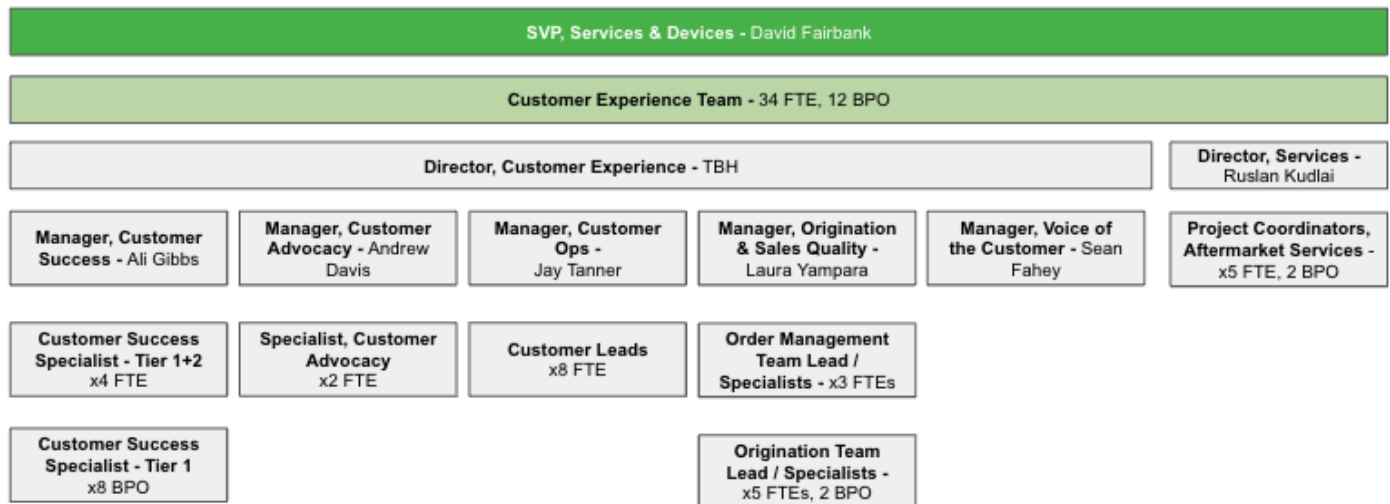 SVP, Services & Devices - David Fairbank
Customer Experience Team - 34 FTE, 12 BPO
Director, Customer Experience - TBH
Director, Services -
Ruslan Kudlai
Manager, Customer
Success - Ali Gibbs
Manager, Customer
Advocacy - Andrew
Davis
Manager, Customer
Ops -
Jay Tanner
Manager, Origination
& Sales Quality -
Laura Yampara
Manager, Voice of
the Customer - Sean
Fahey
Project Coordinators,
Aftermarket Services -
x5 FTE, 2 BPO
Customer Success
Specialist - Tier 1+2
x4 FTE
Specialist, Customer
Advocacy
x2 FTE
Customer Leads
x8 FTE
Order Management
Team Lead /
Specialists - x3 FTEs
Customer Success
Specialist - Tier 1
x8 BPO
Origination Team
Lead / Specialists -
x5 FTEs, 2 BPO